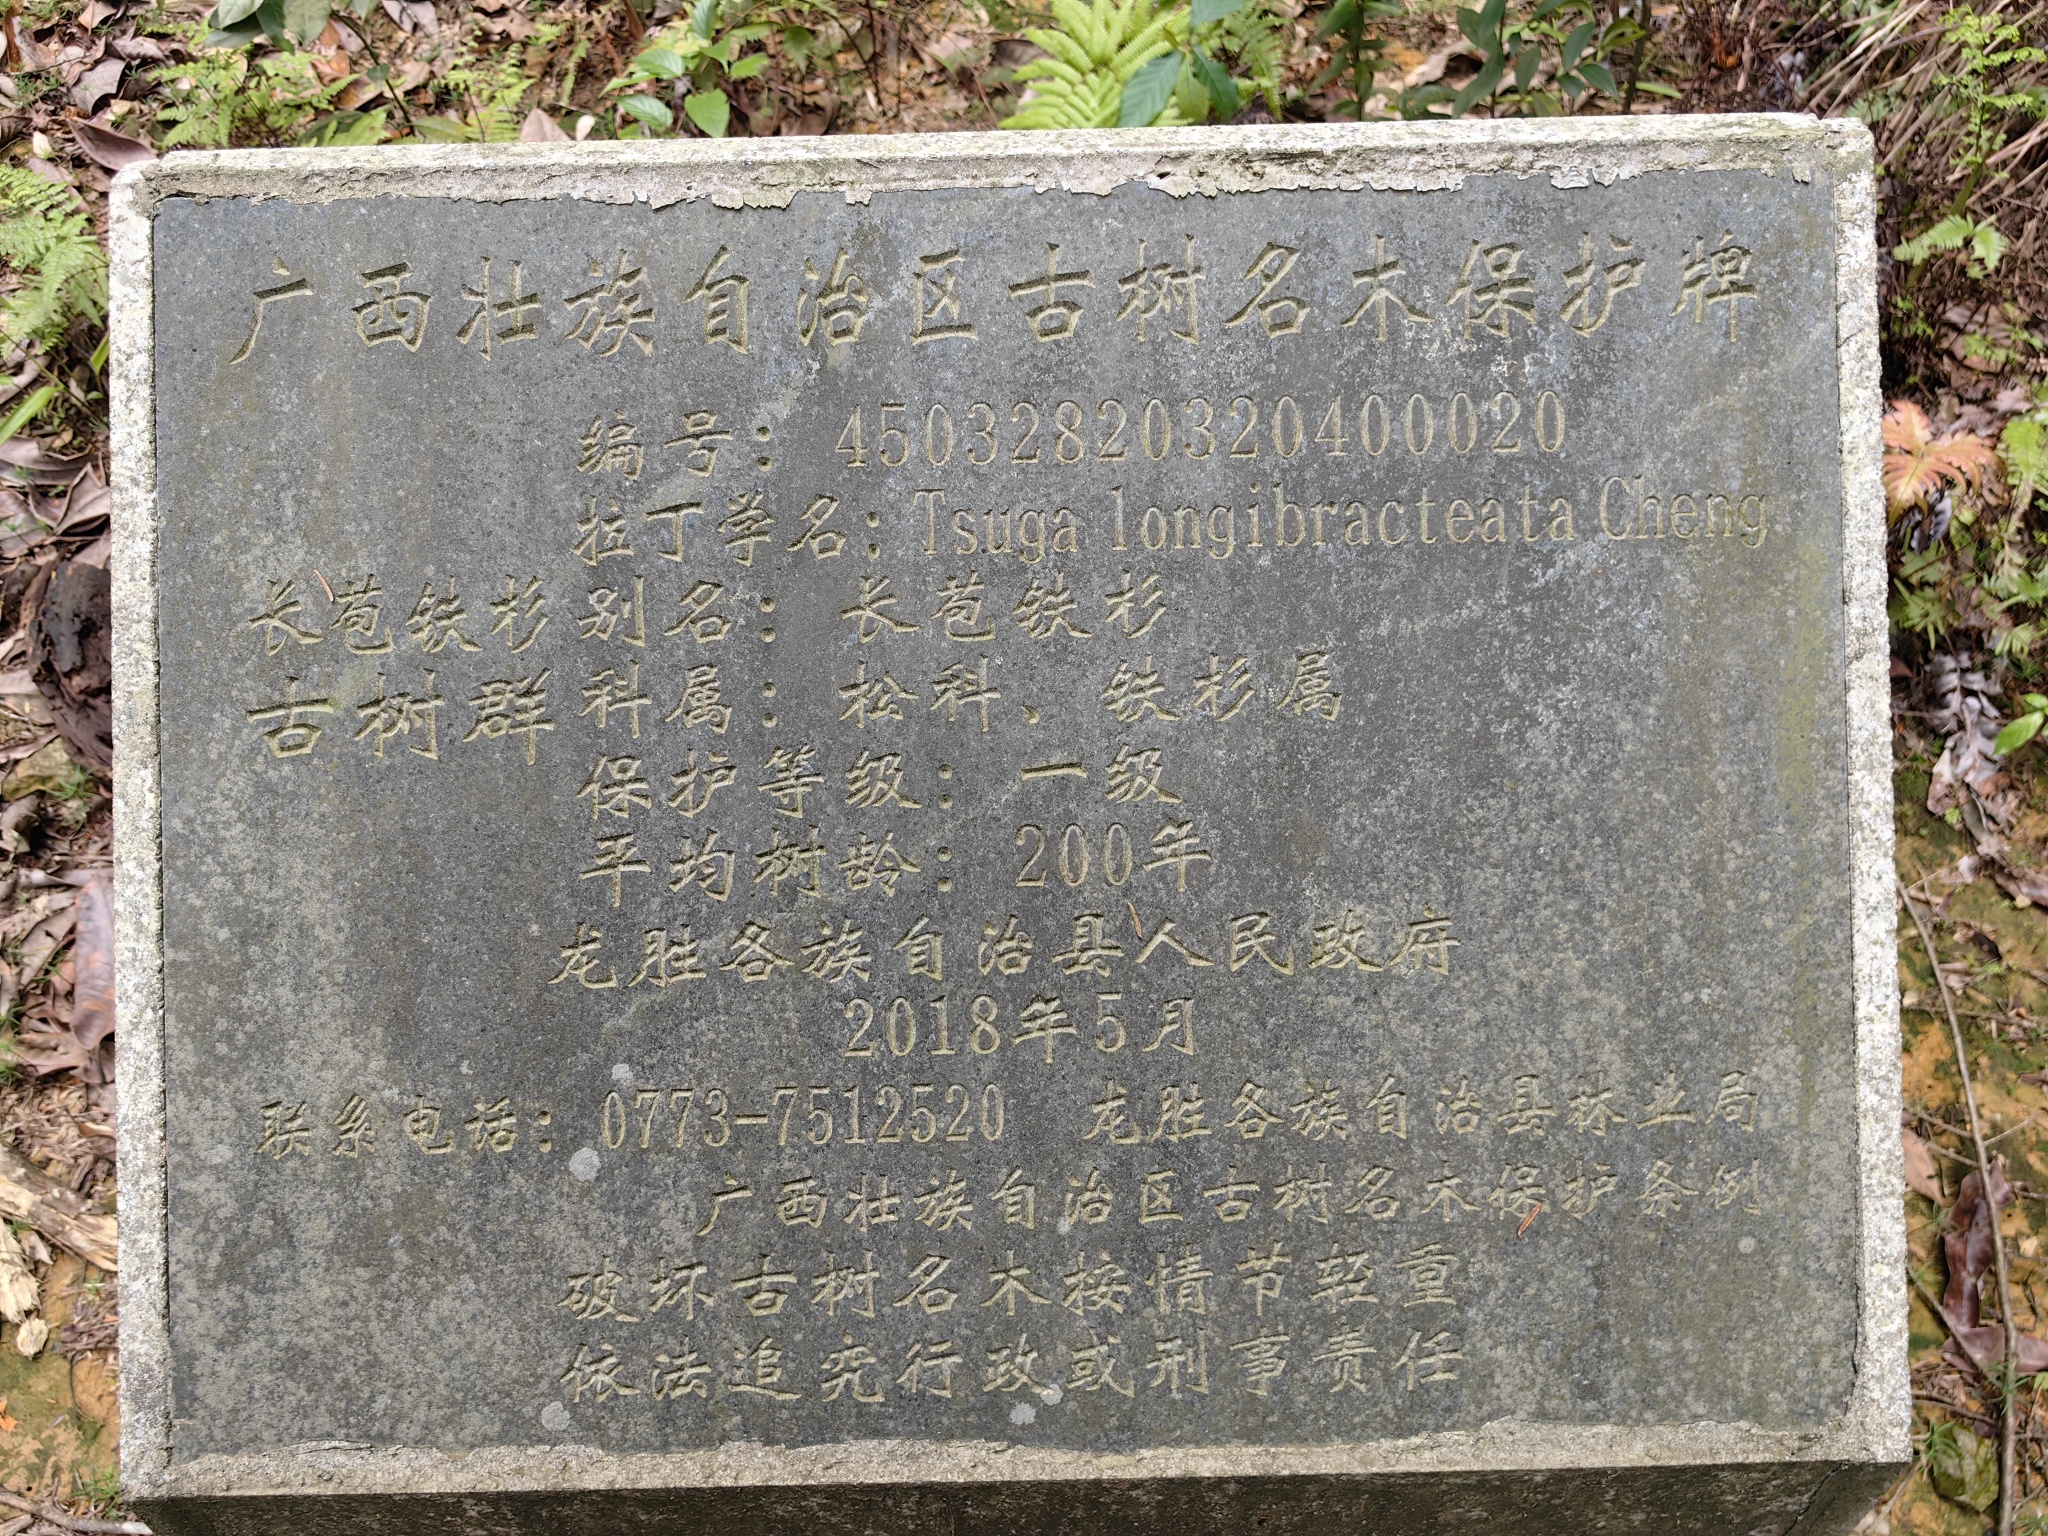 广西壮族自治区古树名木保护牌
编号：450328203204000​20
拉丁学名：Tsuga longibracteata Cheng
长苞铁杉
古树群
别名：长苞铁杉
科属：松科、铁杉属
保护等级：一级
平均树龄：200年
龙胜各族自治县人民政府
2018年5月
联系电话：0773-7512520 龙胜各族自治县林业局
广西壮族自治区古树名木保护条例
破坏古树名木按情节轻重
依法追究行政或刑事责任